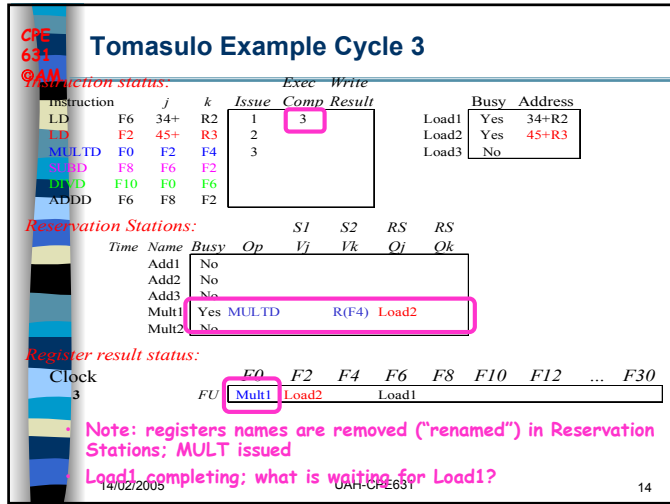 CPE
631
©AM
Tomasulo Example Cycle 3
Instruction status: Exec Write
Instruction j k Issue Comp Result Busy Address
LD F6 34+ R2 1 3 Load1 Yes 34+R2
LD F2 45+ R3 2 Load2 Yes 45+R3
MULTD F0 F2 F4 3 Load3 No
SUBD F8 F6 F2
DIVD F10 F0 F6
ADDD F6 F8 F2
Reservation Stations: S1 S2 RS RS
Time Name Busy Op Vj Vk Qj Qk
Add1 No
Add2 No
Add3 No
Mult1 Yes MULTD R(F4) Load2
Mult2 No
Register result status:
Clock F0 F2 F4 F6 F8 F10 F12 ... F30
3 FU Mult1 Load2 Load1
• Note: registers names are removed ("renamed") in Reservation
Stations; MULT issued
• Load1 completing; what is waiting for Load1?
14/02/2005 UAH-CPE631 14